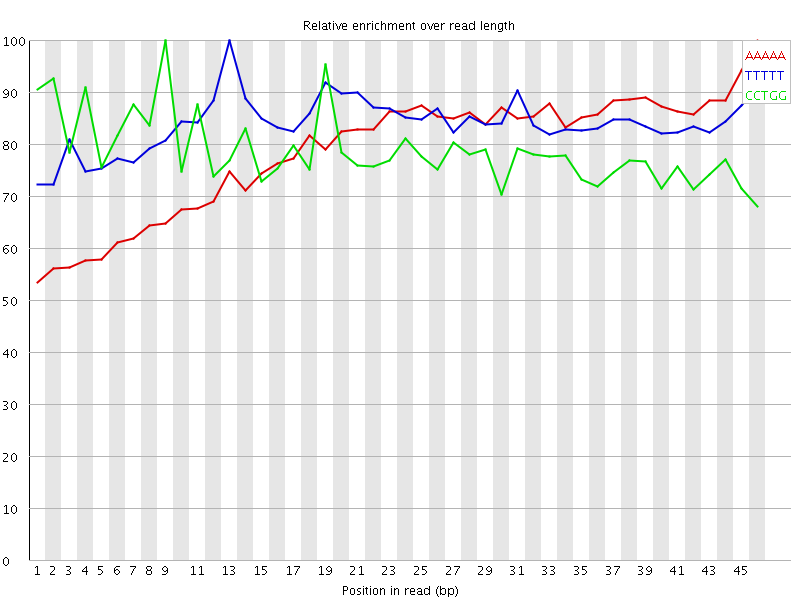 Relative enrichment over read length
100
90
80
70
60
50
40
30
20
10
0
AAAAA
TTTTT
CCTGG
1 2 3 4 5 6 7 8 9 11 13 15 17 19 21 23 25 27 29 31 33 35 37 39 41 43 45
Position in read (bp)